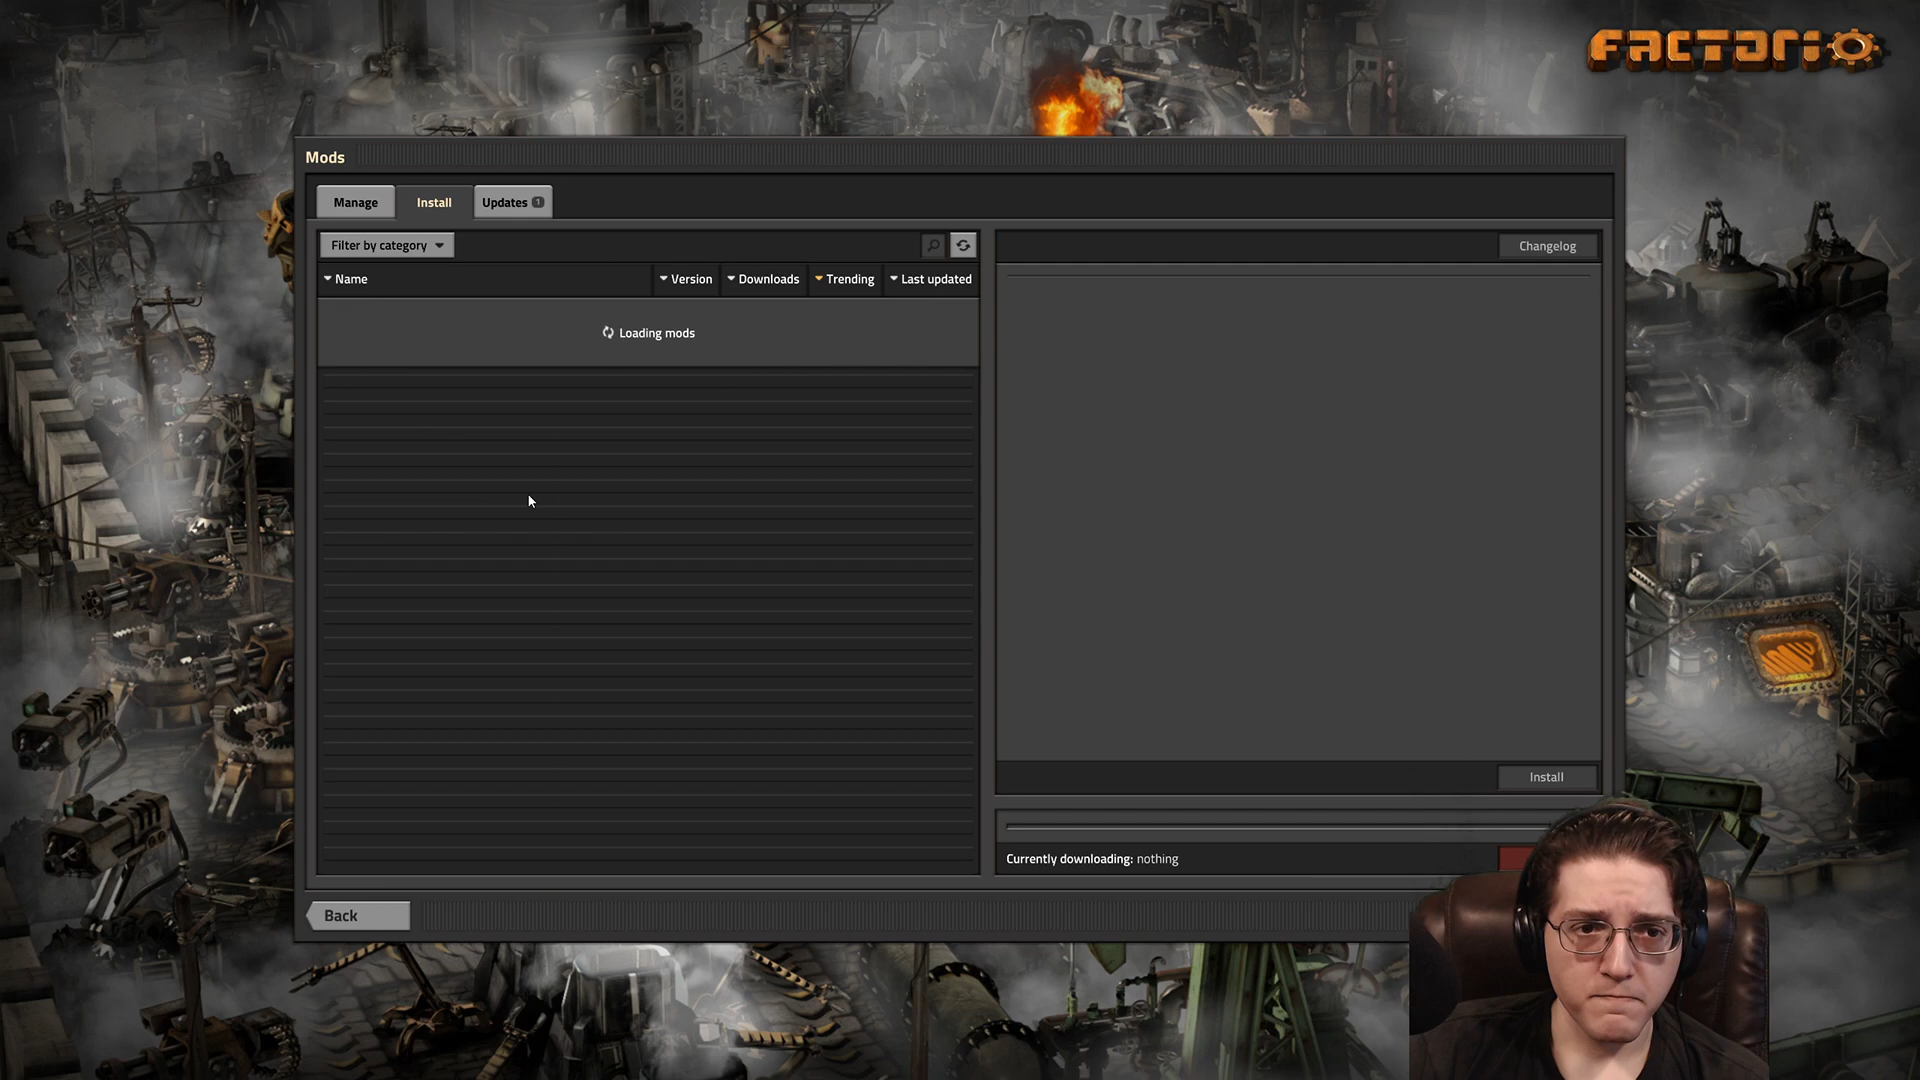 FACTORIO
Mods
Manage
Install
Updates 1
Filter by category
Changelog
Name
Version
Downloads
Trending
Last updated
Loading mods
Install
Currently downloading: nothing
Back